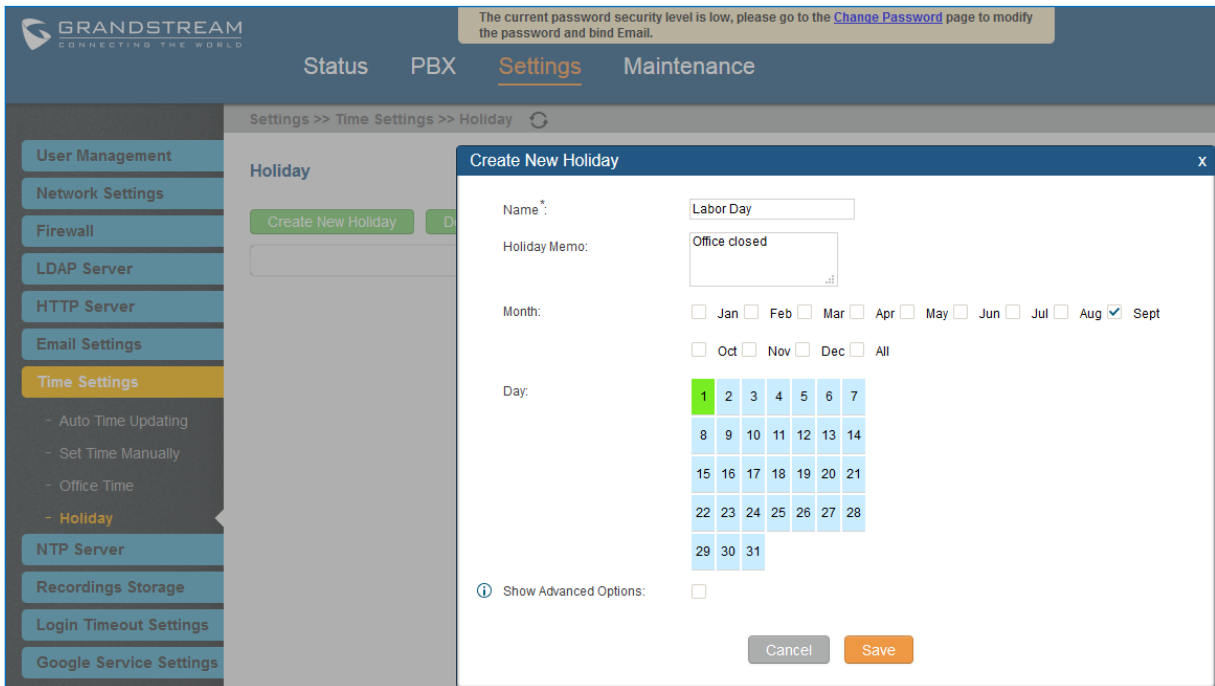 GRANDSTREAM
CONNECTING THE WORLD
The current password security level is low, please go to the Change Password page to modify
the password and bind Email.
Status PBX Settings Maintenance
Settings >> Time Settings >> Holiday
User Management
Network Settings
Firewall
LDAP Server
HTTP Server
Email Settings
Time Settings
- Auto Time Updating
- Set Time Manually
- Office Time
- Holiday
NTP Server
Recordings Storage
Login Timeout Settings
Google Service Settings
Holiday
Create New Holiday
Create New Holiday x
Name*: Labor Day
Holiday Memo: Office closed
Month: Jan Feb Mar Apr May Jun Jul Aug Sept
Oct Nov Dec All
Day: 1 2 3 4 5 6 7
8 9 10 11 12 13 14
15 16 17 18 19 20 21
22 23 24 25 26 27 28
29 30 31
Show Advanced Options:
Cancel Save